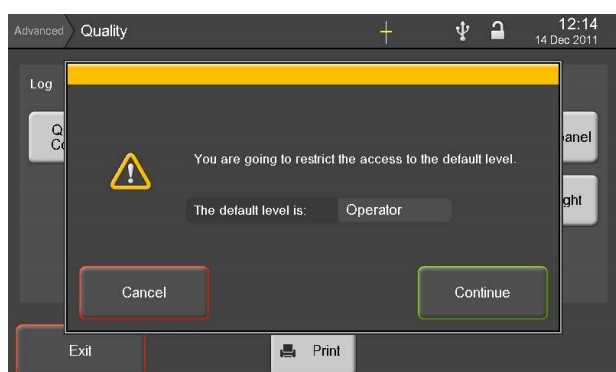 Advanced Quality 12:14
14 Dec 2011
Log
You are going to restrict the access to the default level.
The default level is: Operator
Cancel Continue
Exit Print